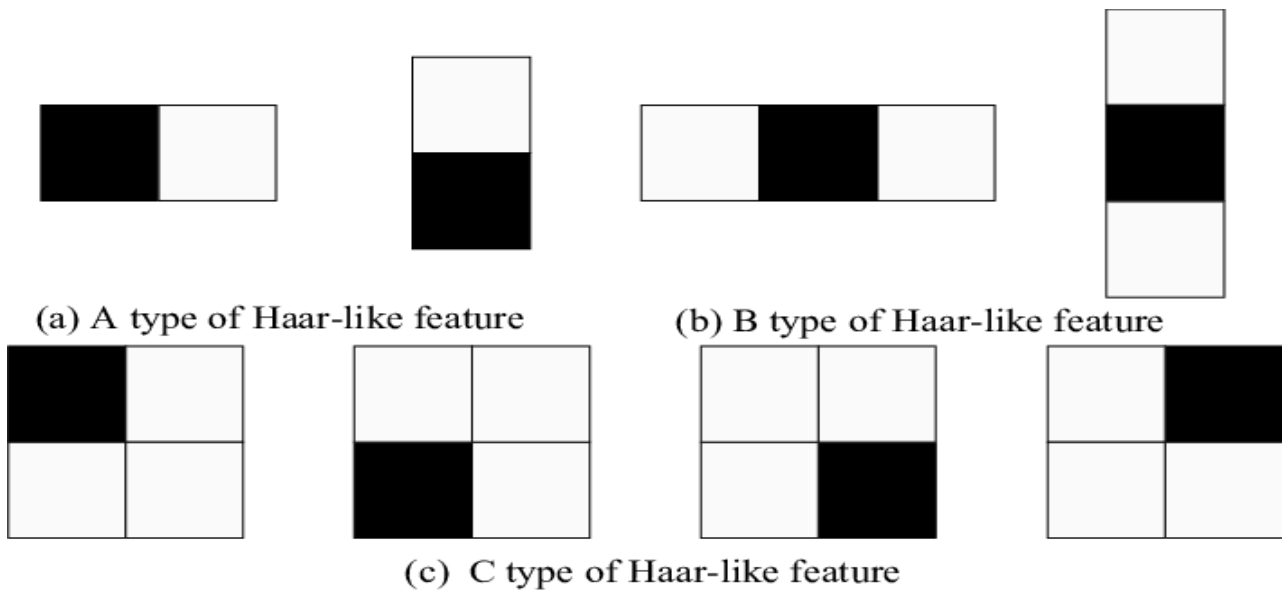 (a) A type of Haar-like feature
(b) B type of Haar-like feature
(c) C type of Haar-like feature